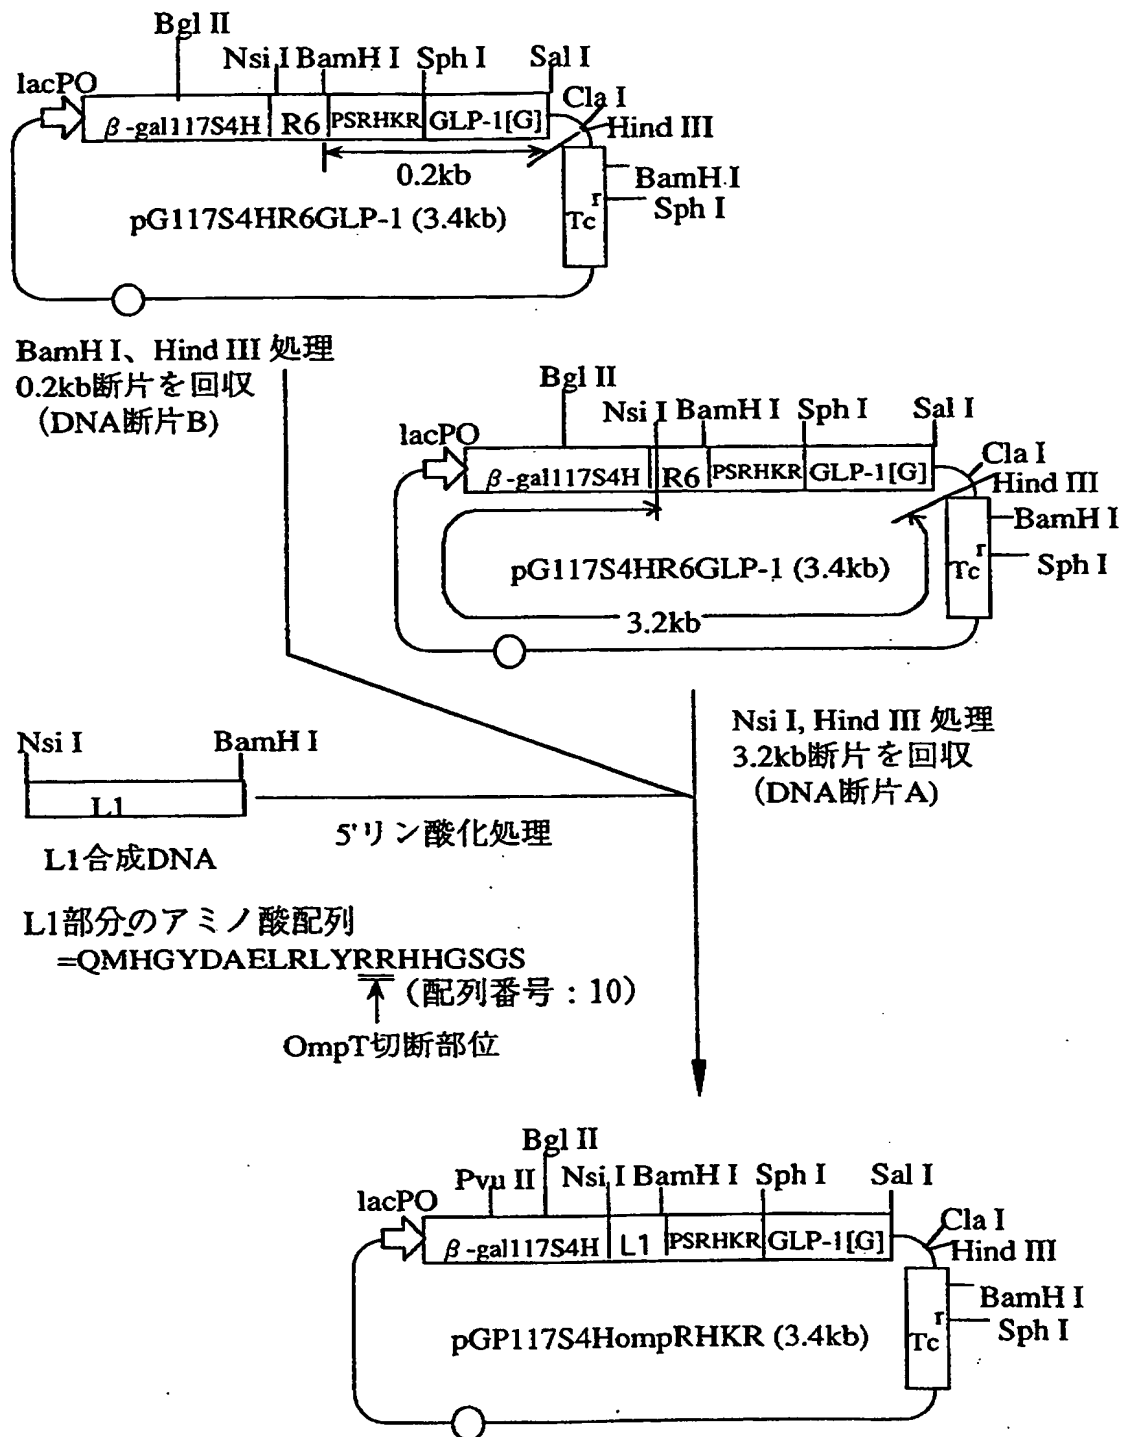 Bgl II
Nsi I BamH I Sph I Sal I
lacPO
Cla I
Hind III
β-gal117S4H R6 PSRHKR GLP-1[G]
0.2kb
BamH I
Sph I
Tc r
pG117S4HR6GLP-1 (3.4kb)
BamH I、Hind III 処理
0.2kb断片を回収
(DNA断片B)
Bgl II
Nsi I BamH I Sph I Sal I
lacPO
Cla I
Hind III
β-gal117S4H R6 PSRHKR GLP-1[G]
BamH I
Sph I
Tc r
pG117S4HR6GLP-1 (3.4kb)
3.2kb
Nsi I, Hind III 処理
3.2kb断片を回収
(DNA断片A)
Nsi I BamH I
L1
5'リン酸化処理
L1合成DNA
L1部分のアミノ酸配列
=QMHGYDAELRLYRRHHGSGS
(配列番号:10)
OmpT切断部位
Bgl II
Pvu II Nsi I BamH I Sph I Sal I
lacPO
Cla I
Hind III
β-gal117S4H L1 PSRHKR GLP-1[G]
BamH I
Sph I
Tc r
pGP117S4HompRHKR (3.4kb)